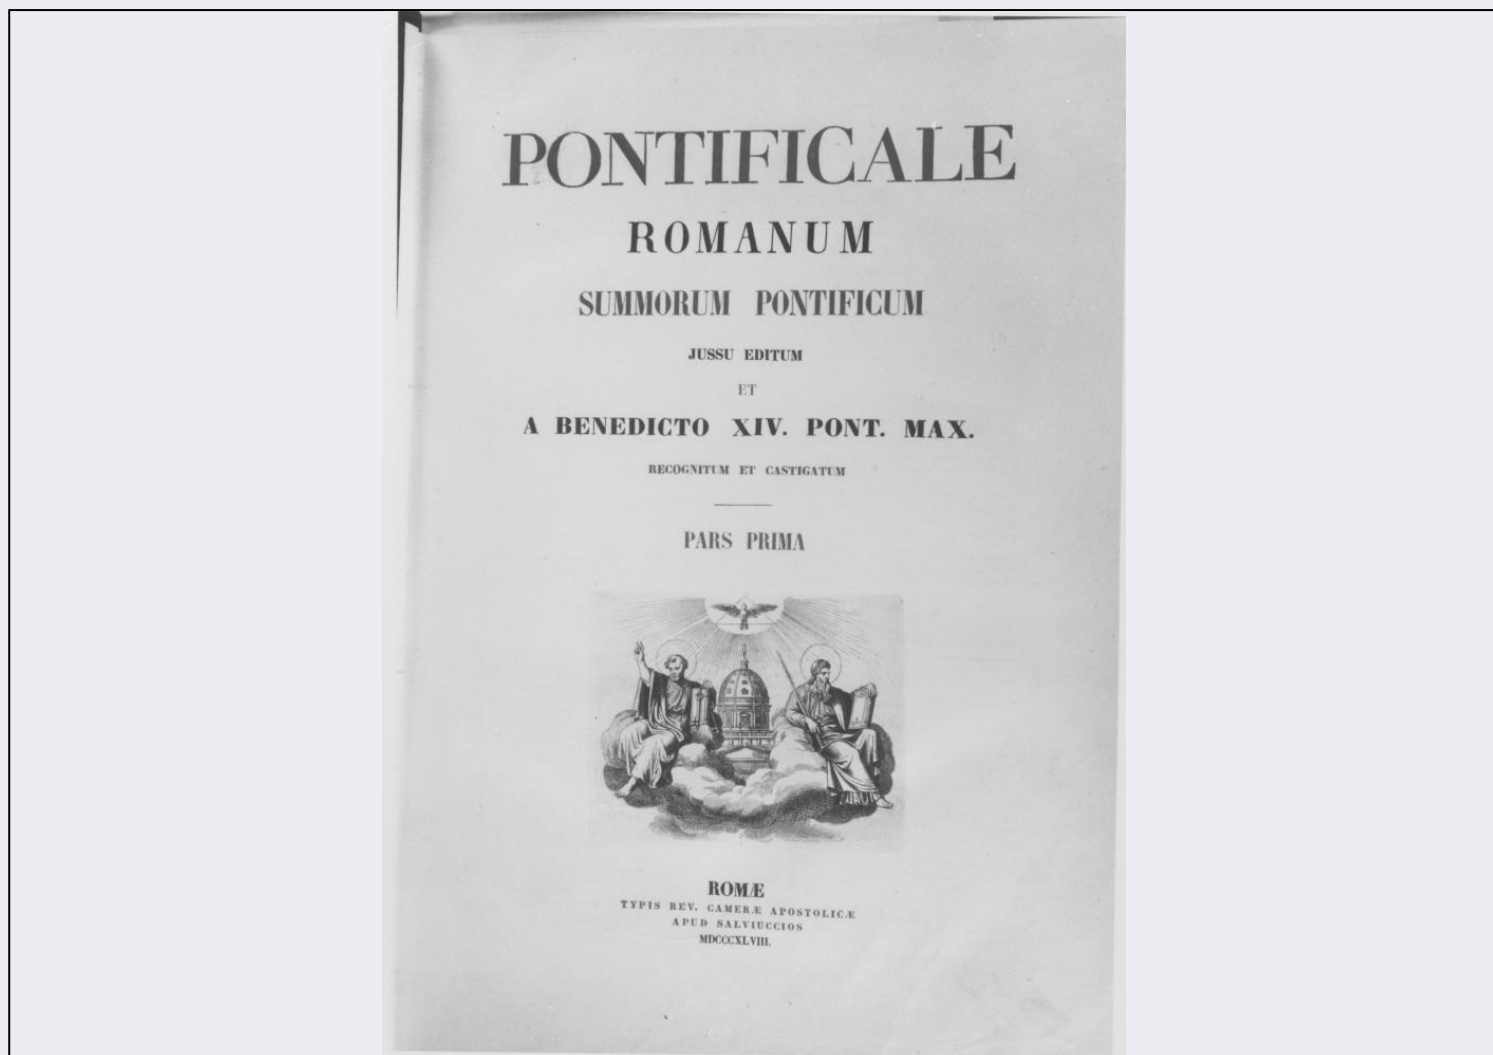 PONTIFICALE
ROMANUM
SUMMORUM PONTIFICUM
JUSSU EDITUM
ET
A BENEDICTO XIV. PONT. MAX.
RECOGNITUM ET CASTIGATUM
PARS PRIMA
ROMÆ
TYPIS REV. CAMERÆ APOSTOLICÆ
APUD SALVIUCCIOS
MDCCCXLVIII.